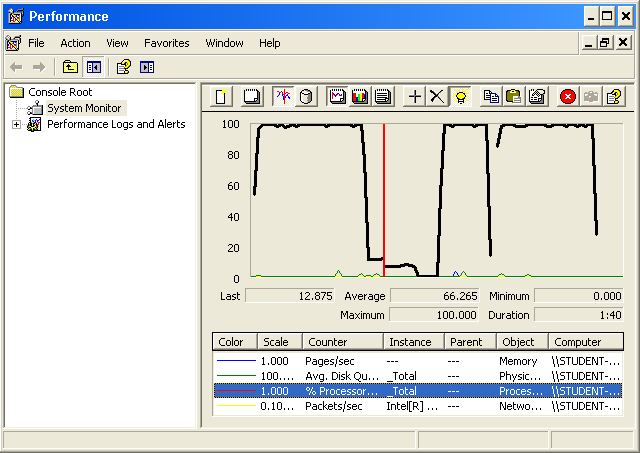 Performance
File Action View Favorites Window Help
Console Root
System Monitor
Performance Logs and Alerts
100
80
60
40
20
0
Last 12.875 Average 66.265 Minimum 0.000
Maximum 100.000 Duration 1:40
Color Scale Counter Instance Parent Object Computer
1.000 Pages/sec --- --- Memory \\STUDENT-...
100.... Avg. Disk Qu... _Total --- Physic... \\STUDENT-...
1.000 % Processor... _Total --- Proces... \\STUDENT-...
0.10... Packets/sec Intel[R] ... --- Netwo... \\STUDENT-...